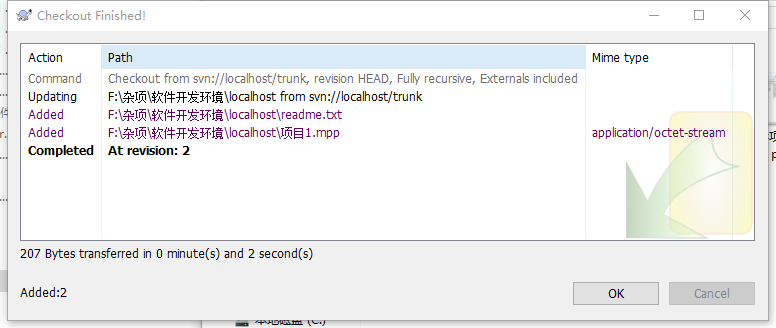 Checkout Finished!
Action Path Mime type
Command Checkout from svn://localhost/trunk, revision HEAD, Fully recursive, Externals included
Updating F:\杂项\软件开发环境\localhost from svn://localhost/trunk
Added F:\杂项\软件开发环境\localhost\readme.txt
Added F:\杂项\软件开发环境\localhost\项目1.mpp application/octet-stream
Completed At revision: 2
207 Bytes transferred in 0 minute(s) and 2 second(s)
Added:2
OK Cancel
本地磁盘 (C:)